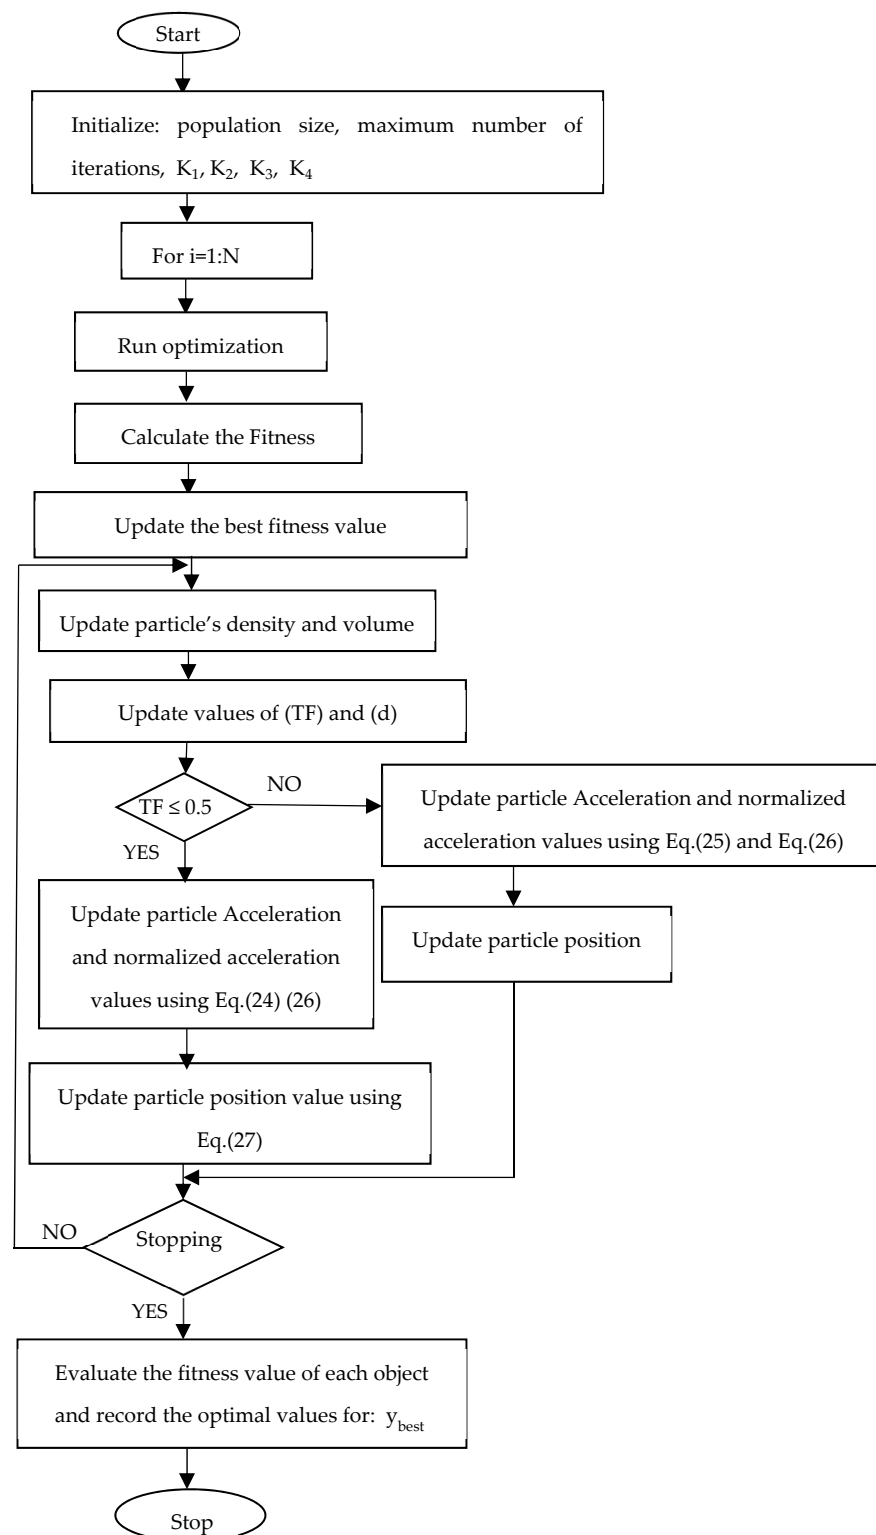 Start
Initialize: population size, maximum number of
iterations, K₁, K₂, K₃, K₄
For i=1:N
Run optimization
Calculate the Fitness
Update the best fitness value
Update particle's density and volume
Update values of (TF) and (d)
TF ≤ 0.5
NO
YES
Update particle Acceleration and normalized
acceleration values using Eq.(25) and Eq.(26)
Update particle position
Update particle Acceleration
and normalized acceleration
values using Eq.(24) (26)
Update particle position value using
Eq.(27)
Stopping
NO
YES
Evaluate the fitness value of each object
and record the optimal values for: y_best
Stop